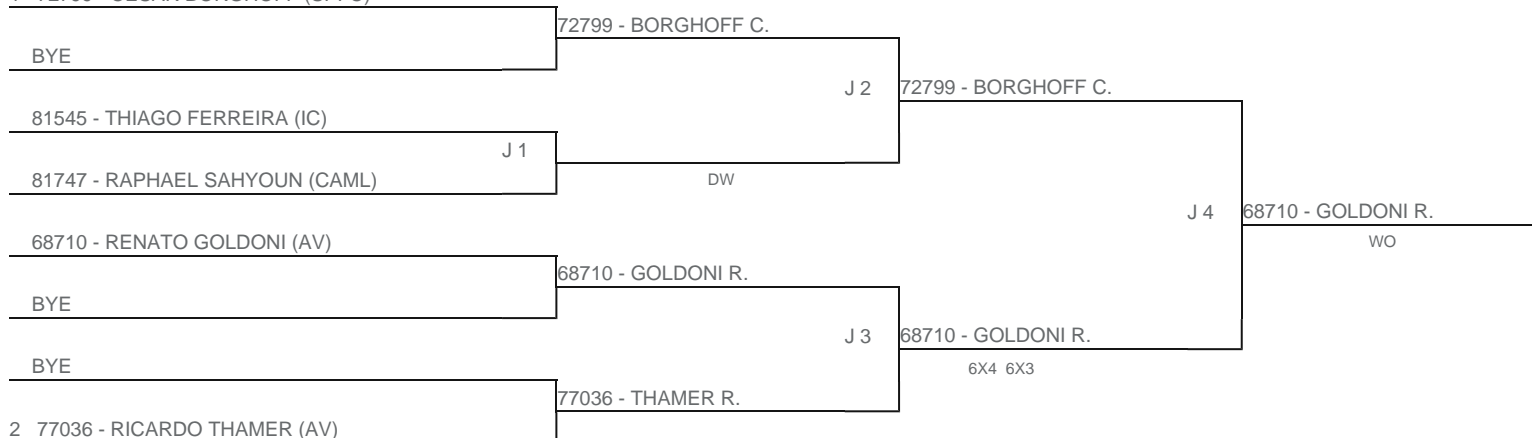 72799 - BORGHOFF C.
BYE
J 2
72799 - BORGHOFF C.
81545 - THIAGO FERREIRA (IC)
J 1
81747 - RAPHAEL SAHYOUN (CAML)
DW
J 4
68710 - GOLDONI R.
WO
68710 - RENATO GOLDONI (AV)
68710 - GOLDONI R.
BYE
J 3
68710 - GOLDONI R.
6X4 6X3
BYE
77036 - THAMER R.
2 77036 - RICARDO THAMER (AV)